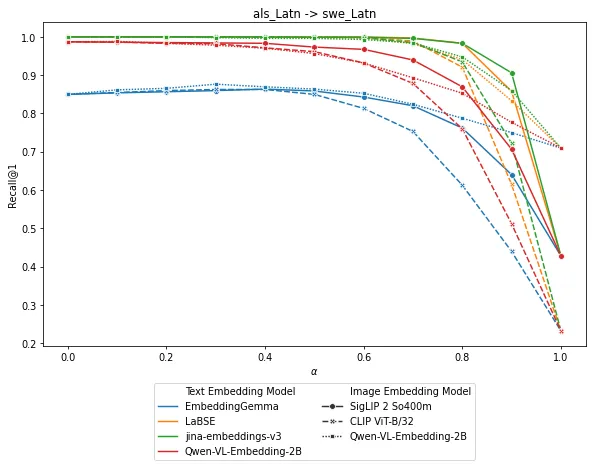 als_Latn -> swe_Latn
Recall@1
1.0
0.9
0.8
0.7
0.6
0.5
0.4
0.3
0.2
0.0 0.2 0.4 0.6 0.8 1.0
α
Text Embedding Model Image Embedding Model
EmbeddingGemma SigLIP 2 So400m
LaBSE CLIP ViT-B/32
jina-embeddings-v3 Qwen-VL-Embedding-2B
Qwen-VL-Embedding-2B